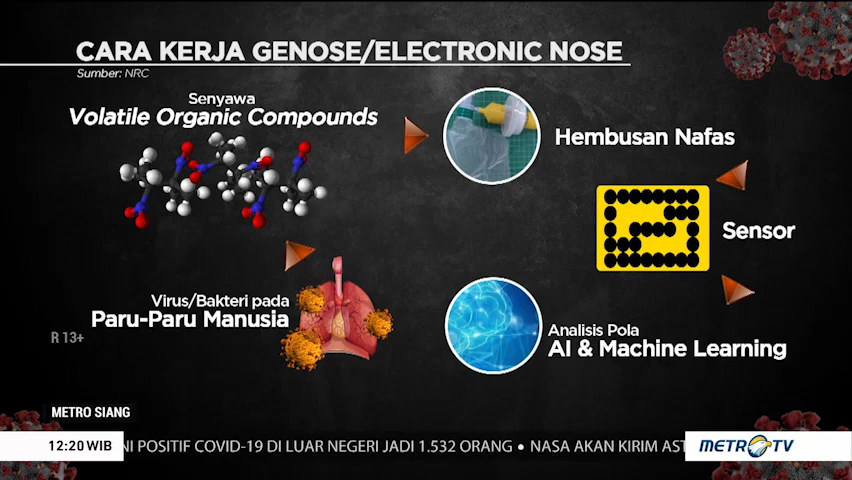 CARA KERJA GENOSE/ELECTRONIC NOSE
Sumber: NRC
Senyawa
Volatile Organic Compounds
Hembusan Nafas
Sensor
Virus/Bakteri pada
Paru-Paru Manusia
Analisis Pola
AI & Machine Learning
R 13+
METRO SIANG
12:20 WIB
NI POSITIF COVID-19 DI LUAR NEGERI JADI 1.532 ORANG • NASA AKAN KIRIM AST
METRO TV